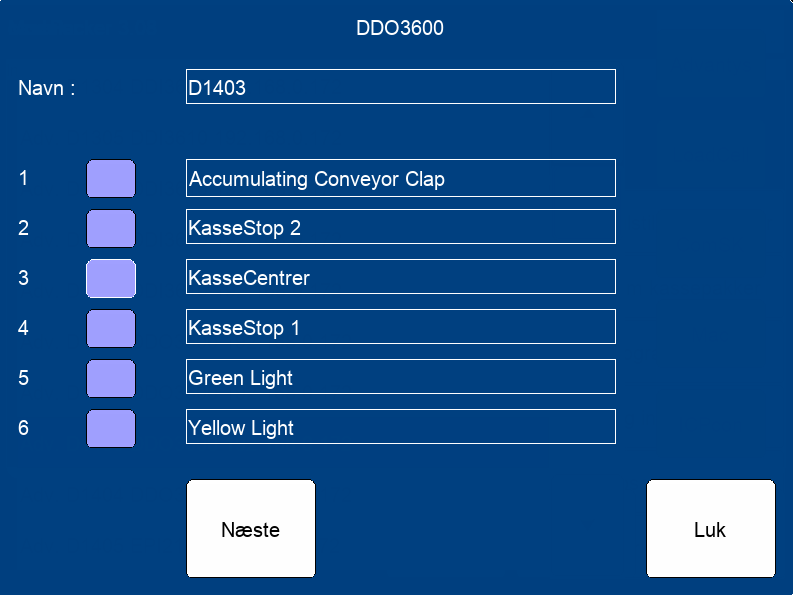 DDO3600
Navn : D1403
1 Accumulating Conveyor Clap
2 KasseStop 2
3 KasseCentrer
4 KasseStop 1
5 Green Light
6 Yellow Light
Næste Luk